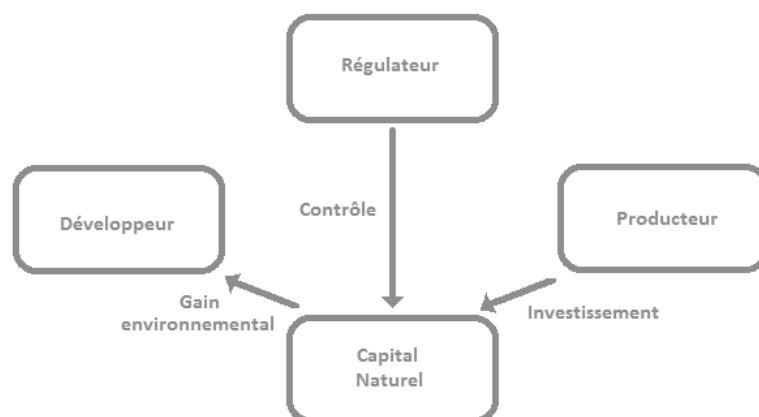 Régulateur
Développeur
Contrôle
Producteur
Gain
environnemental
Investissement
Capital
Naturel